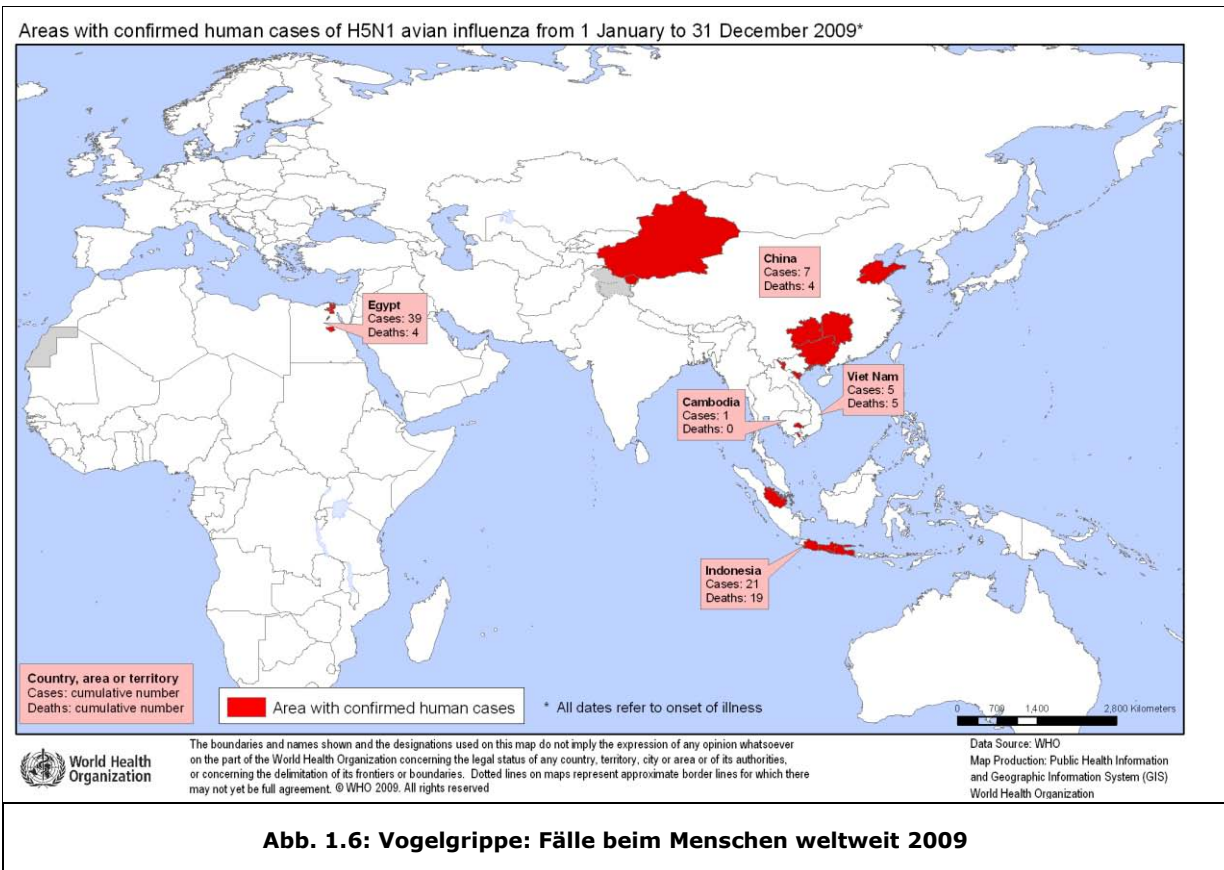 Areas with confirmed human cases of H5N1 avian influenza from 1 January to 31 December 2009*
China
Cases: 7
Deaths: 4
Egypt
Cases: 39
Deaths: 4
Viet Nam
Cases: 5
Deaths: 5
Cambodia
Cases: 1
Deaths: 0
Indonesia
Cases: 21
Deaths: 19
Country, area or territory
Cases: cumulative number
Deaths: cumulative number
Area with confirmed human cases
* All dates refer to onset of illness
0 700 1,400 2,800 Kilometers
World Health
Organization
The boundaries and names shown and the designations used on this map do not imply the expression of any opinion whatsoever
on the part of the World Health Organization concerning the legal status of any country, territory, city or area or of its authorities,
or concerning the delimitation of its frontiers or boundaries. Dotted lines on maps represent approximate border lines for which there
may not yet be full agreement. © WHO 2009. All rights reserved
Data Source: WHO
Map Production: Public Health Information
and Geographic Information System (GIS)
World Health Organization
Abb. 1.6: Vogelgrippe: Fälle beim Menschen weltweit 2009